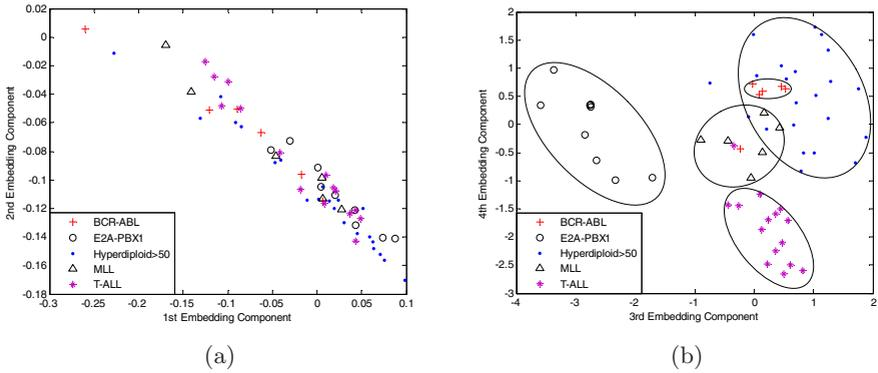 0.02
0
-0.02
-0.04
-0.06
-0.08
-0.1
-0.12
-0.14
-0.16
-0.18
2nd Embedding Component
BCR-ABL
E2A-PBX1
Hyperdiploid>50
MLL
T-ALL
-0.3 -0.25 -0.2 -0.15 -0.1 -0.05 0 0.05 0.1
1st Embedding Component
(a)
2
1.5
1
0.5
0
-0.5
-1
-1.5
-2
-2.5
-3
4th Embedding Component
BCR-ABL
E2A-PBX1
Hyperdiploid>50
MLL
T-ALL
-4 -3 -2 -1 0 1 2
3rd Embedding Component
(b)